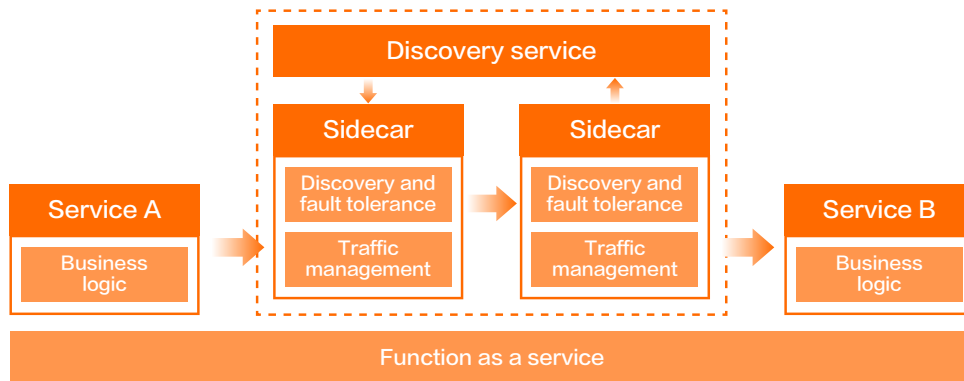 Discovery service
Sidecar
Discovery and
fault tolerance
Traffic
management
Sidecar
Discovery and
fault tolerance
Traffic
management
Service A
Business
logic
Service B
Business
logic
Function as a service